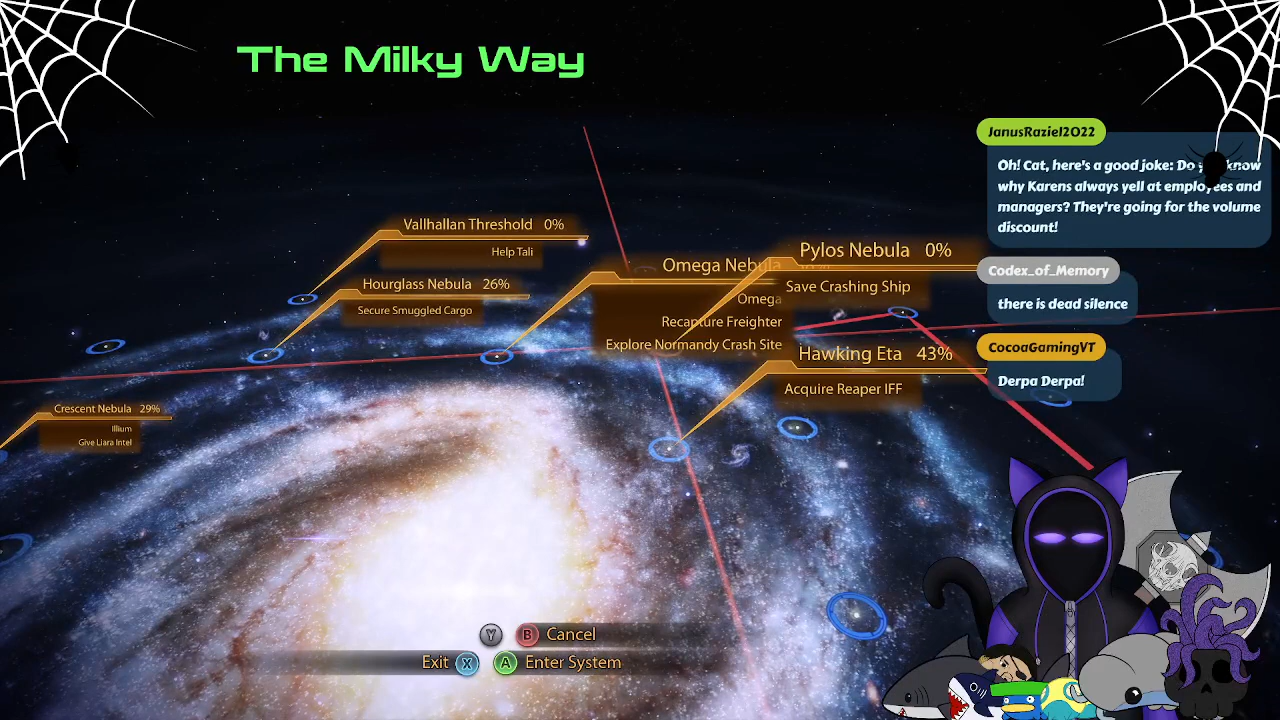 The Milky Way
JanusRaziel2022
Oh! Cat, here's a good joke: Do you know
why Karens always yell at employees and
managers? They're going for the volume
discount!
Codex_of_Memory
there is dead silence
CocoaGamingVT
Derpa Derpa!
Vallhallan Threshold 0%
Help Tali
Hourglass Nebula 26%
Secure Smuggled Cargo
Omega Nebula
Omega
Recapture Freighter
Explore Normandy Crash Site
Pylos Nebula 0%
Save Crashing Ship
Hawking Eta 43%
Acquire Reaper IFF
Crescent Nebula 29%
Illium
Give Liara Intel
Y B Cancel
Exit X A Enter System